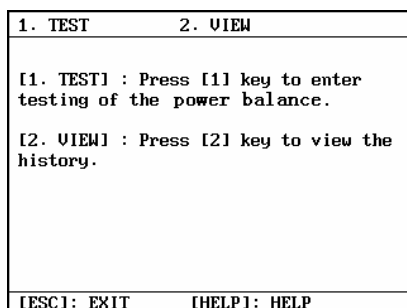 1. TEST 2. VIEW
[1. TEST] : Press [1] key to enter
testing of the power balance.
[2. VIEW] : Press [2] key to view the
history.
[ESC]: EXIT [HELP]: HELP